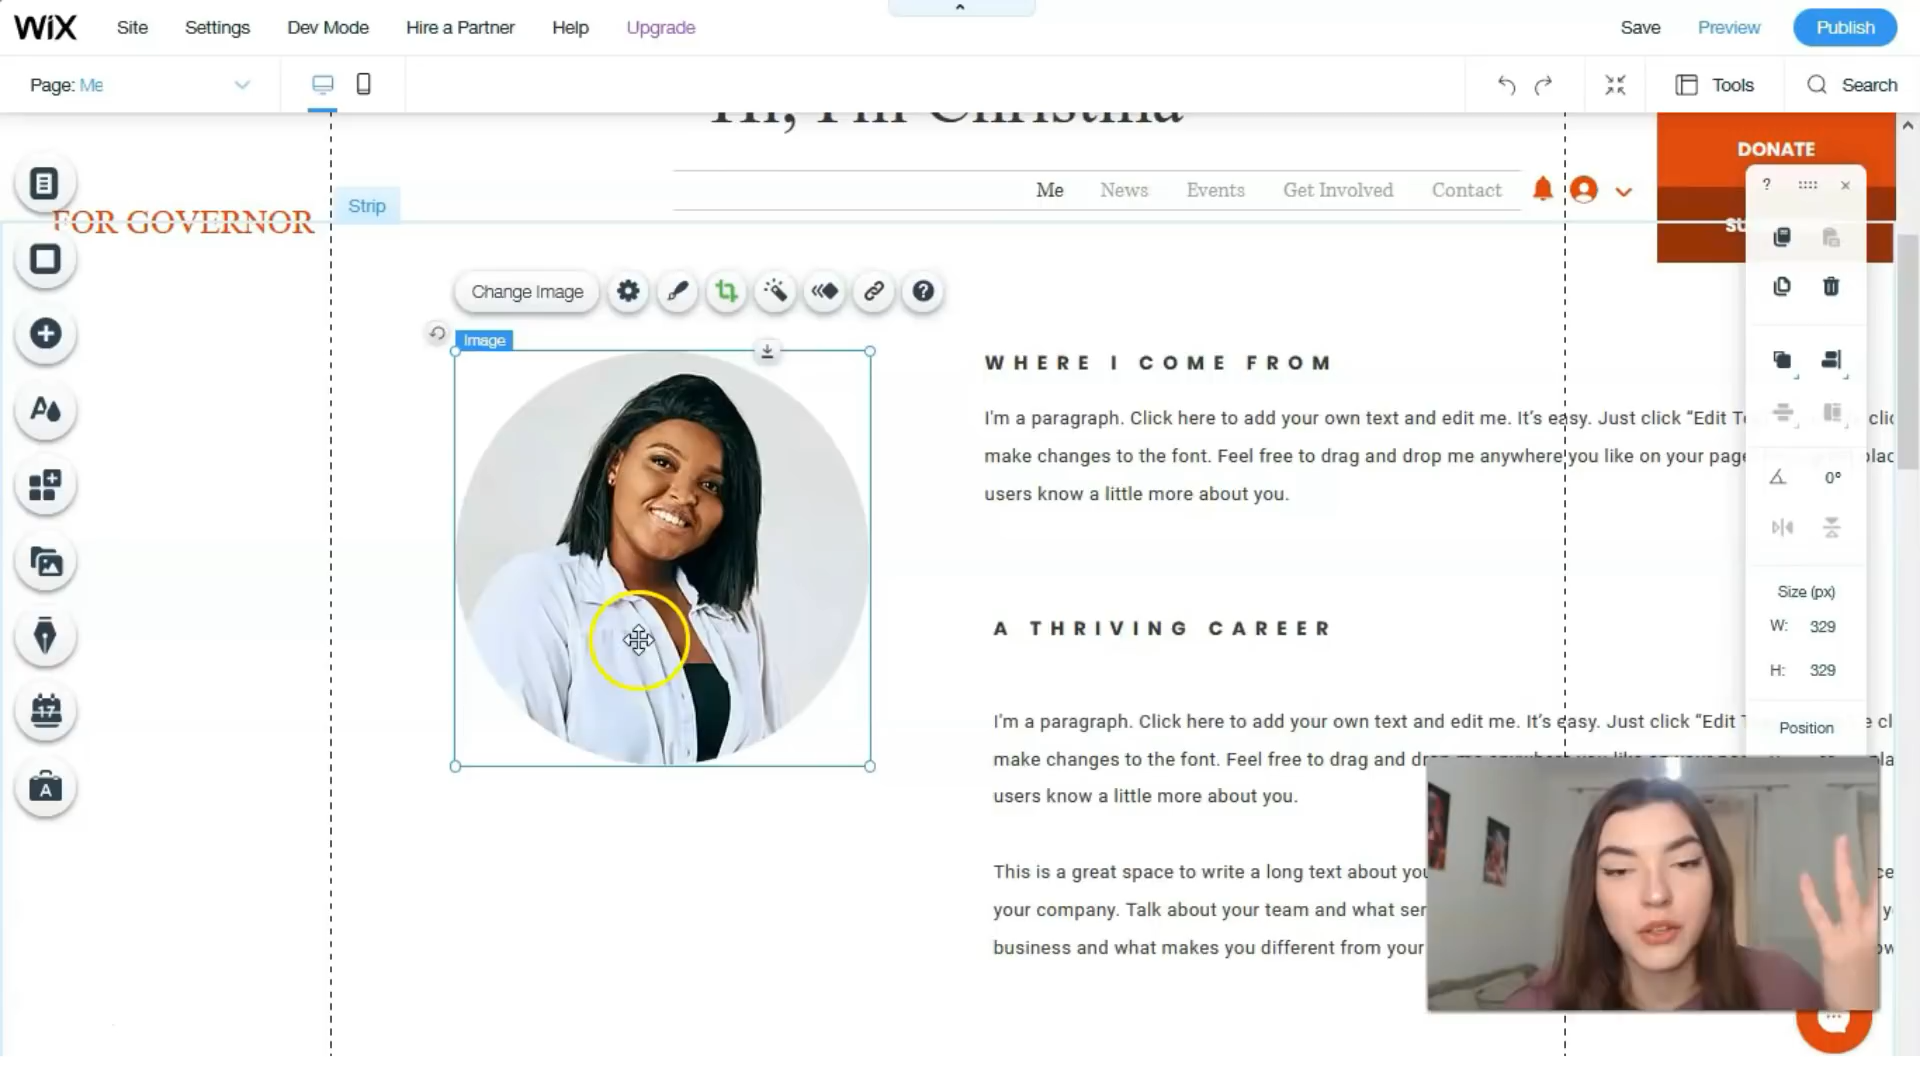 WiX Site Settings Dev Mode Hire a Partner Help Upgrade Save Preview Publish
Page: Me Tools Search
Hi, I'm Christina
DONATE
Me News Events Get Involved Contact
FOR GOVERNOR
Strip
Change Image
Image
WHERE I COME FROM
I'm a paragraph. Click here to add your own text and edit me. It's easy. Just click “Edit
make changes to the font. Feel free to drag and drop me anywhere you like on your page
users know a little more about you.
0°
Size (px)
W: 329
H: 329
Position
A THRIVING CAREER
I'm a paragraph. Click here to add your own text and edit me. It's easy. Just click “Edit
make changes to the font. Feel free to drag and
users know a little more about you.
This is a great space to write a long text about
your company. Talk about your team and what
business and what makes you different from your
17
A